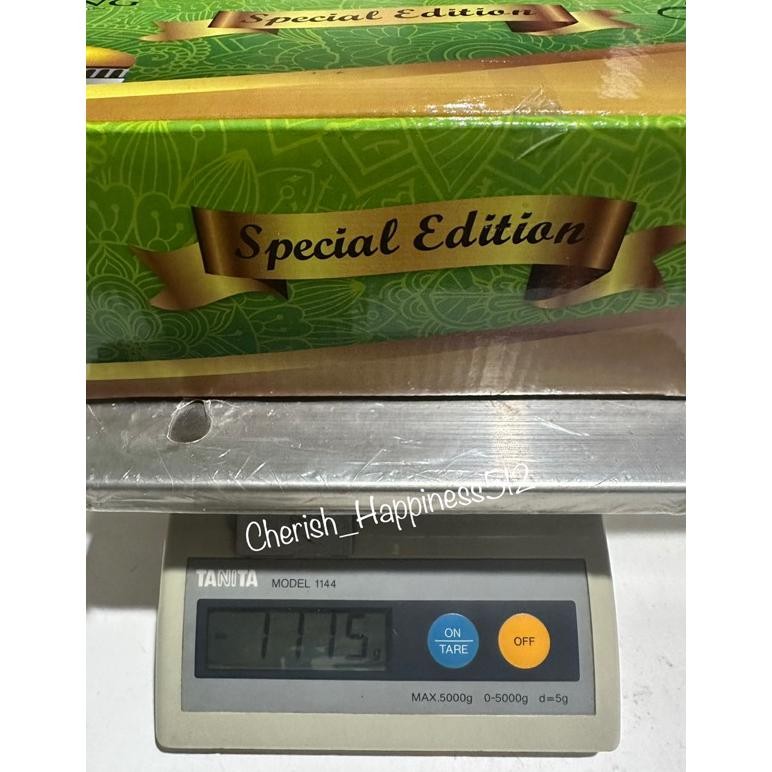 Special Edition
Special Edition
Cherish_Happiness512
TANITA MODEL 1144
1115g
ON
TARE
OFF
MAX.5000g 0-5000g d=5g